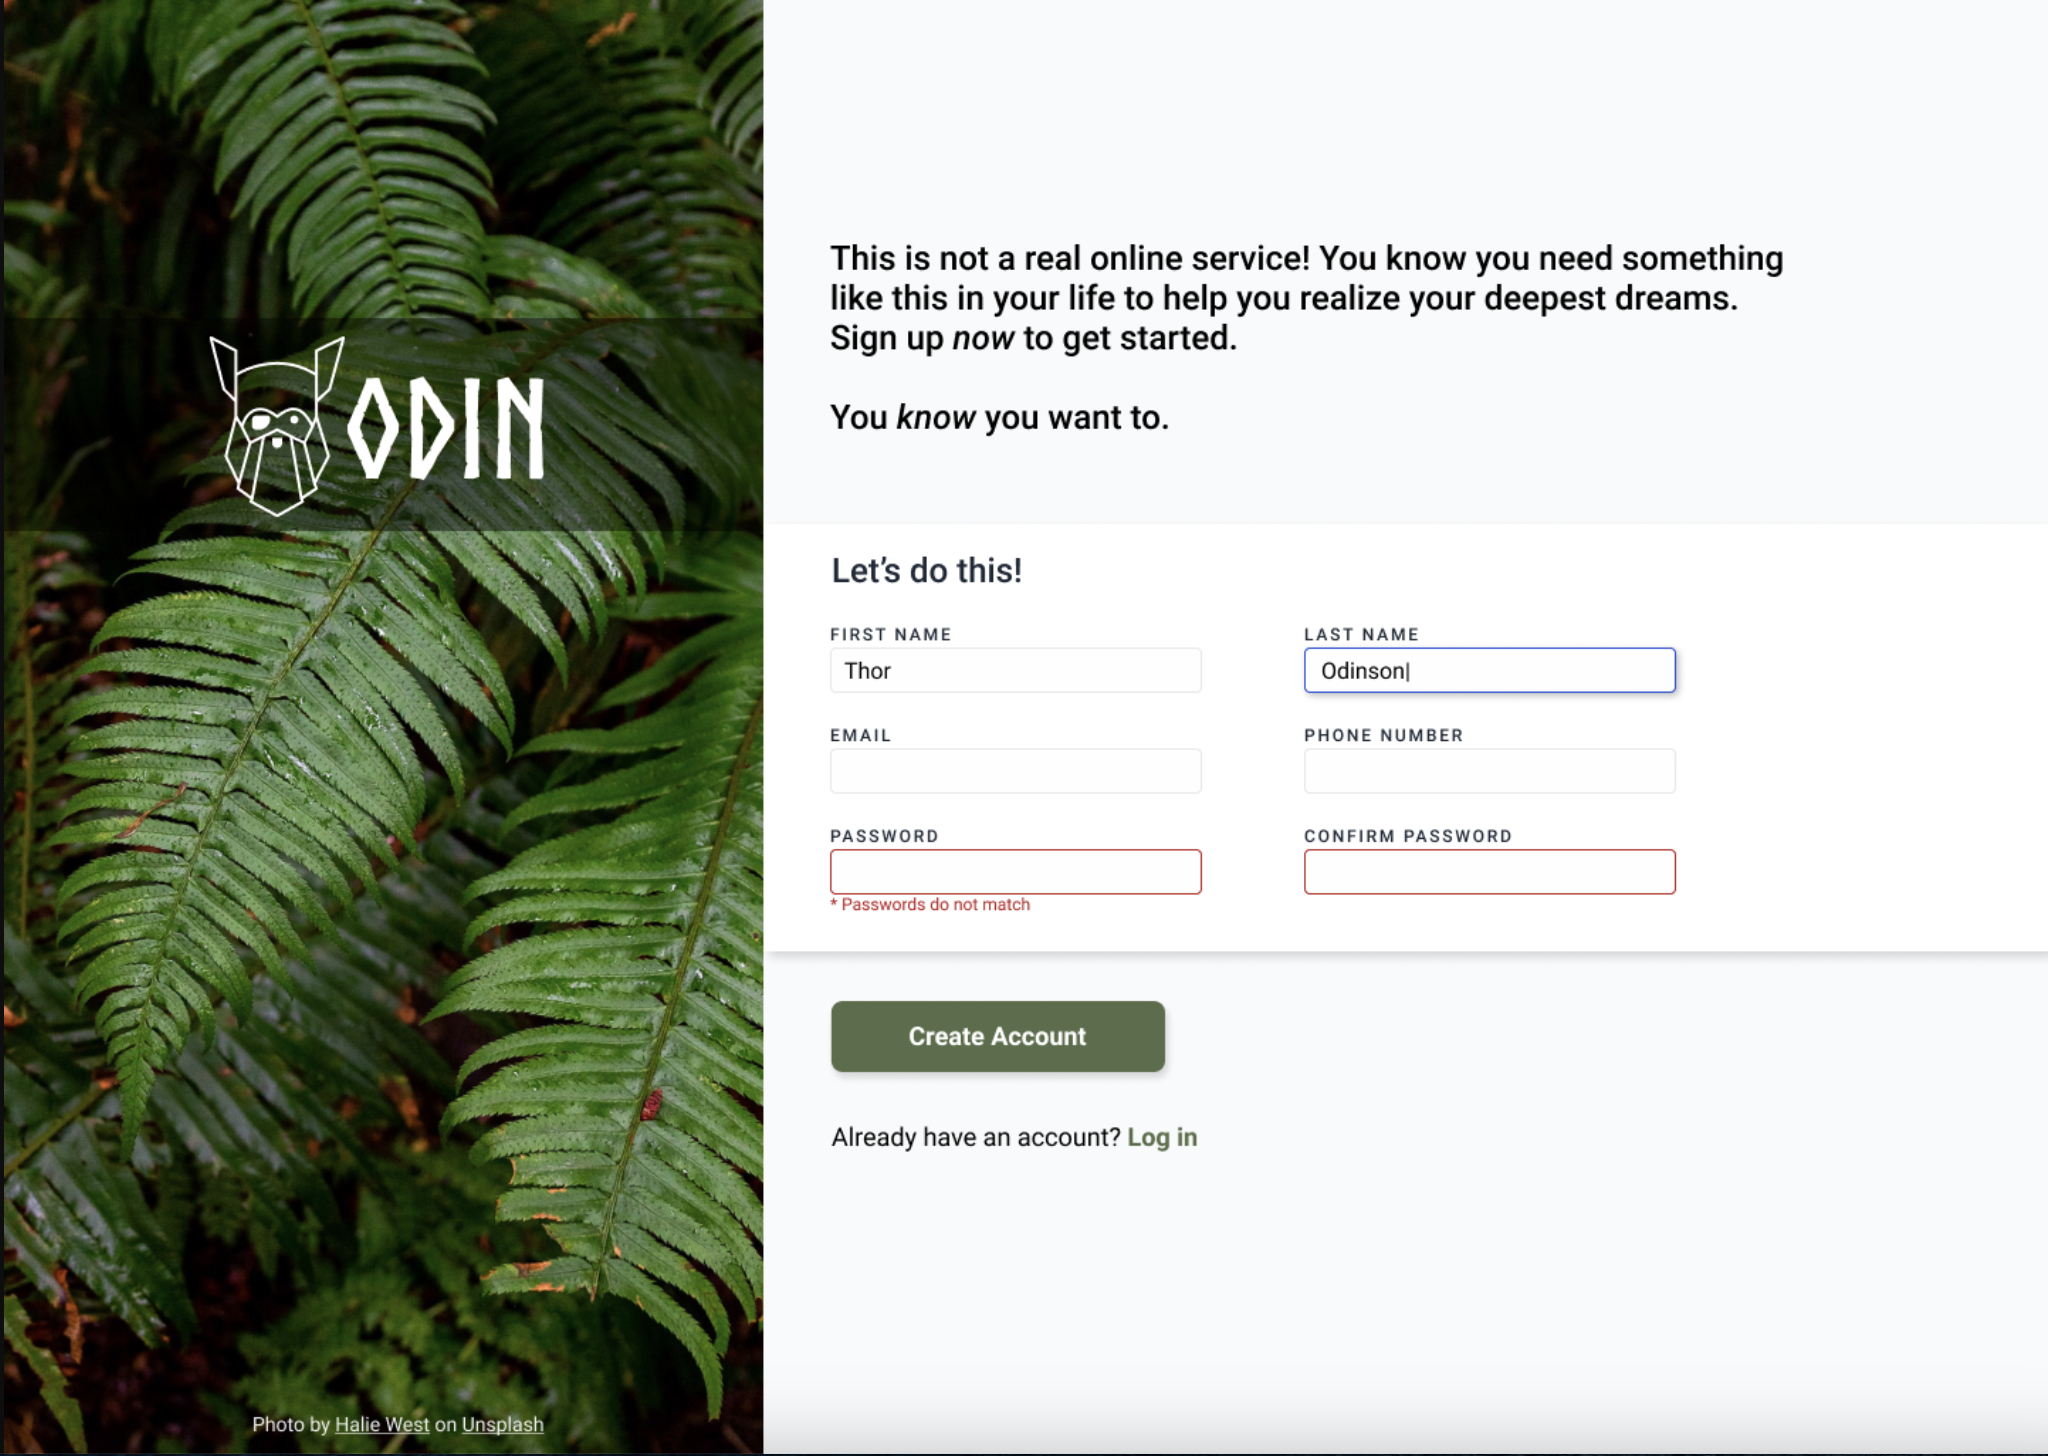 ODIN
Photo by Halie West on Unsplash
This is not a real online service! You know you need something
like this in your life to help you realize your deepest dreams.
Sign up now to get started.
You know you want to.
Let’s do this!
FIRST NAME
Thor
LAST NAME
Odinson
EMAIL
PHONE NUMBER
PASSWORD
* Passwords do not match
CONFIRM PASSWORD
Create Account
Already have an account? Log in